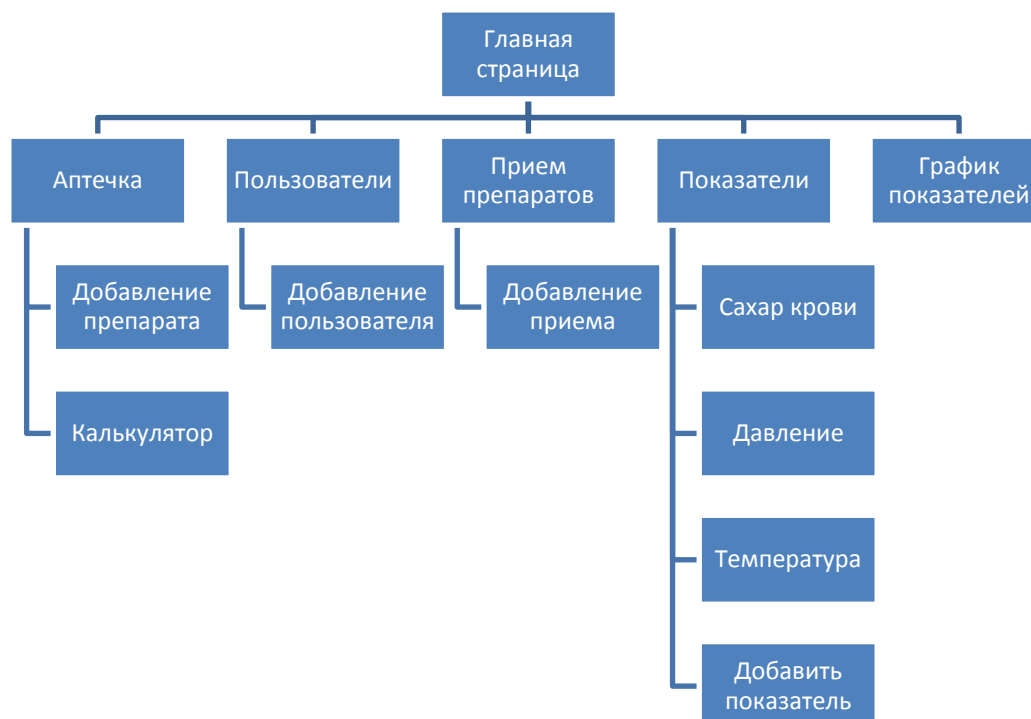 Главная
страница
Аптечка
Пользователи
Прием
препаратов
Показатели
График
показателей
Добавление
препарата
Добавление
пользователя
Добавление
приема
Сахар крови
Калькулятор
Давление
Температура
Добавить
показатель